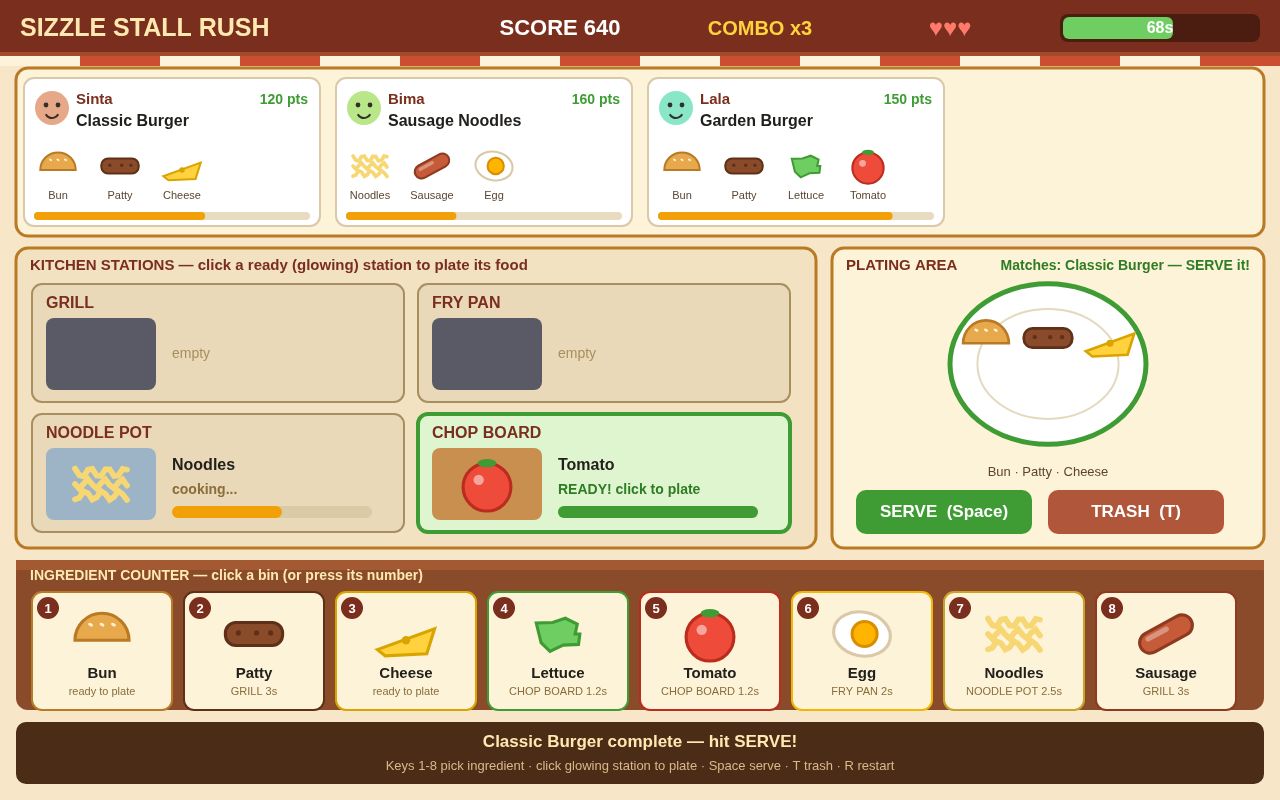 SIZZLE STALL RUSH
SCORE 640
COMBO x3
68s
Sinta
120 pts
Classic Burger
Bun
Patty
Cheese
Bima
160 pts
Sausage Noodles
Noodles
Sausage
Egg
Lala
150 pts
Garden Burger
Bun
Patty
Lettuce
Tomato
KITCHEN STATIONS — click a ready (glowing) station to plate its food
GRILL
empty
FRY PAN
empty
NOODLE POT
Noodles
cooking...
CHOP BOARD
Tomato
READY! click to plate
PLATING AREA
Matches: Classic Burger — SERVE it!
Bun · Patty · Cheese
SERVE (Space)
TRASH (T)
INGREDIENT COUNTER — click a bin (or press its number)
1
Bun
ready to plate
2
Patty
GRILL 3s
3
Cheese
ready to plate
4
Lettuce
CHOP BOARD 1.2s
5
Tomato
CHOP BOARD 1.2s
6
Egg
FRY PAN 2s
7
Noodles
NOODLE POT 2.5s
8
Sausage
GRILL 3s
Classic Burger complete — hit SERVE!
Keys 1-8 pick ingredient · click glowing station to plate · Space serve · T trash · R restart